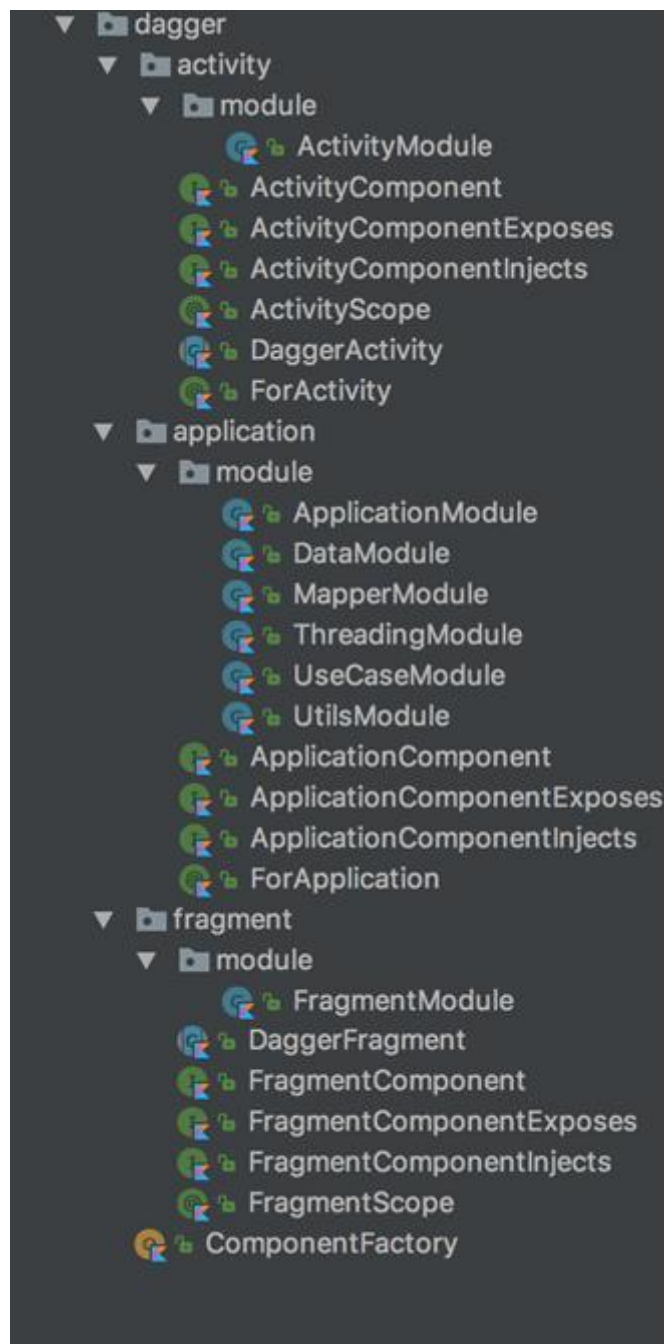 dagger
activity
module
ActivityModule
ActivityComponent
ActivityComponentExposes
ActivityComponentInjects
ActivityScope
DaggerActivity
ForActivity
application
module
ApplicationModule
DataModule
MapperModule
ThreadingModule
UseCaseModule
UtilsModule
ApplicationComponent
ApplicationComponentExposes
ApplicationComponentInjects
ForApplication
fragment
module
FragmentModule
DaggerFragment
FragmentComponent
FragmentComponentExposes
FragmentComponentInjects
FragmentScope
ComponentFactory